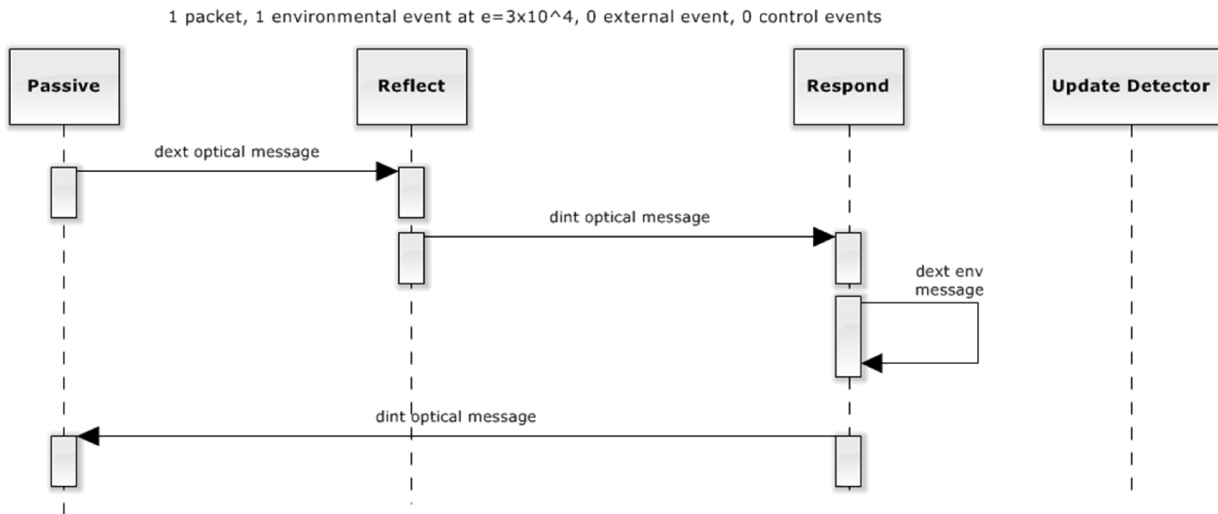 1 packet, 1 environmental event at e=3x10^4, 0 external event, 0 control events
Passive
Reflect
Respond
Update Detector
dext optical message
dint optical message
dext env
message
dint optical message